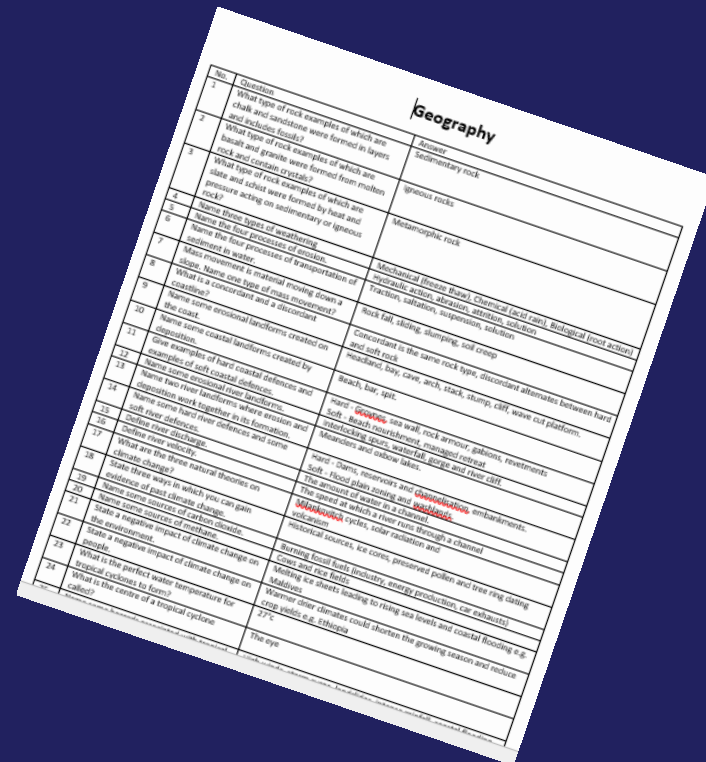 Geography
No. Question Answer
1 What type of rock examples of which are
chalk and sandstone were formed in layers
and includes fossils?
Sedimentary rock
2 What type of rock examples of which are
basalt and granite were formed from molten
rock and contain crystals?
Igneous rocks
3 What type of rock examples of which are
slate and schist were formed by heat and
pressure acting on sedimentary or igneous
rock?
Metamorphic rock
4 Name three types of weathering
Mechanical (freeze thaw), Chemical (acid rain), Biological (root action)
5 Name the four processes of erosion.
Hydraulic action, abrasion, attrition, solution
6 Name the four processes of transportation of
sediment in water.
Traction, saltation, suspension, solution
7 Mass movement is material moving down a
slope. Name one type of mass movement?
Rock fall, sliding, slumping, soil creep
8 What is a concordant and a discordant
coastline?
Concordant is the same rock type, discordant alternates between hard
and soft rock
9 Name some erosional landforms created on
the coast.
Headland, bay, cave, arch, stack, stump, cliff, wave cut platform.
10 Name some coastal landforms created by
deposition.
Beach, bar, spit.
11 Give examples of hard coastal defences and
examples of soft coastal defences.
Hard - Groynes, sea wall, rock armour, gabions, revetments
Soft - Beach nourishment, managed retreat
12 Name some erosional river landforms.
interlocking spurs, waterfall, gorge and river cliff.
13 Name two river landforms where erosion and
deposition work together in its formation.
Meanders and oxbow lakes.
14 Name some hard river defences and some
soft river defences.
Hard - Dams, reservoirs and channelisation, embankments.
Soft - Flood plain zoning and washlands.
15 Define river discharge.
The amount of water in a channel.
16 Define river velocity.
The speed at which a river runs through a channel
17 What are the three natural theories on
climate change?
Milankovitch cycles, solar radiation and
volcanism
18 State three ways in which you can gain
evidence of past climate change.
Historical sources, ice cores, preserved pollen and tree ring dating
19 Name some sources of carbon dioxide.
Burning fossil fuels (industry, energy production, car exhausts)
20 Name some sources of methane.
Cows and rice fields
21 State a negative impact of climate change on
the environment.
Melting ice sheets leading to rising sea levels and coastal flooding e.g.
Maldives
22 State a negative impact of climate change on
people.
Warmer drier climates could shorten the growing season and reduce
crop yields e.g. Ethiopia
23 What is the perfect water temperature for
tropical cyclones to form?
27°c
24 What is the centre of a tropical cyclone
called?
The eye